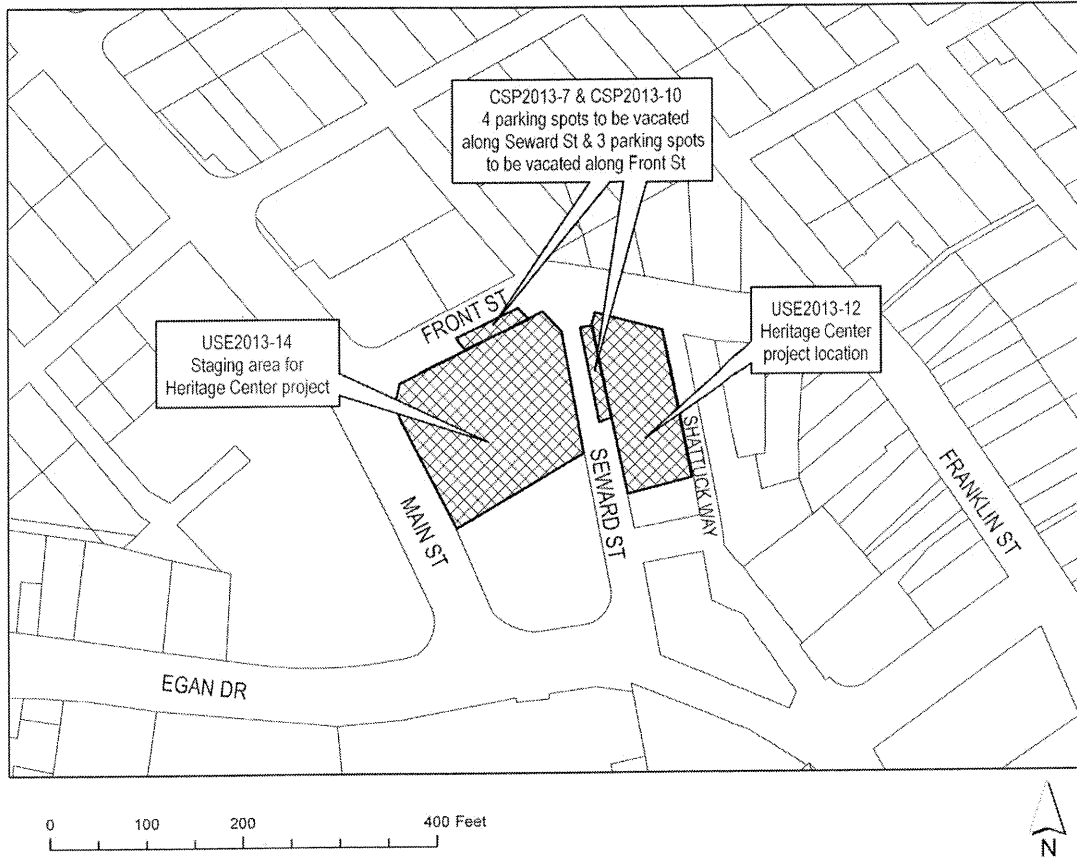 CSP2013-7 & CSP2013-10
4 parking spots to be vacated
along Seward St & 3 parking spots
to be vacated along Front St
FRONT ST
USE2013-14
Staging area for
Heritage Center project
USE2013-12
Heritage Center
project location
MAIN ST
SEWARD ST
SHATTUCK WAY
FRANKLIN ST
EGAN DR
0 100 200 400 Feet
N